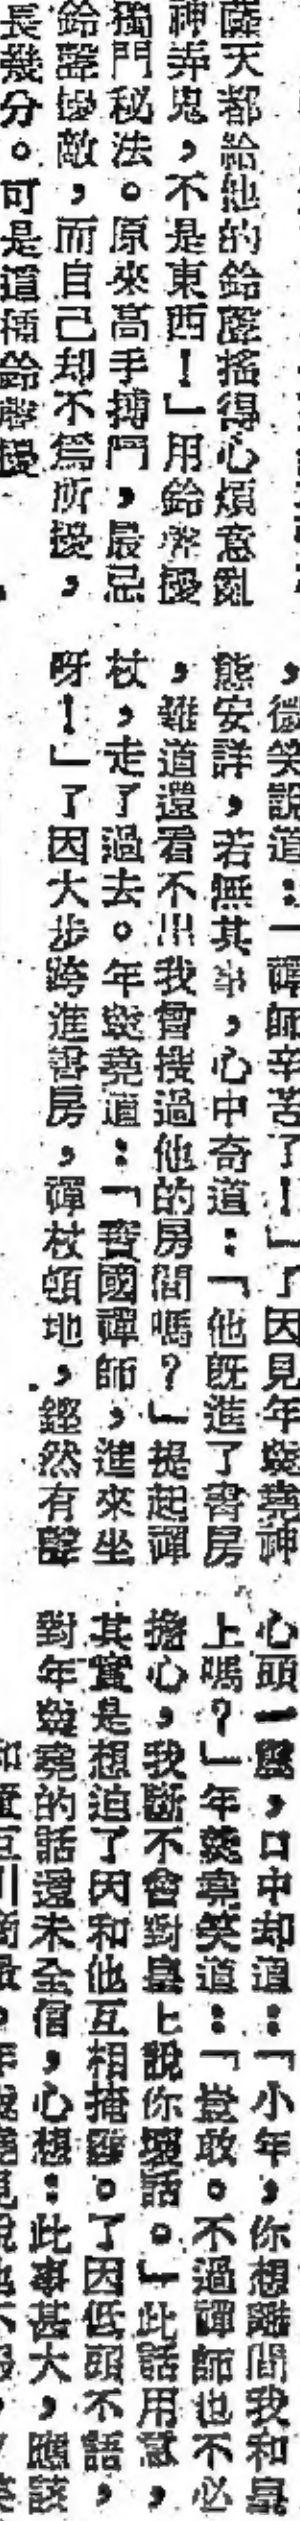 薩天都給他的鈴聲搖得心煩意亂
神弄鬼，不是東西！」用鈴聲擾
獨門秘法。原來高手搏鬥，最忌
鈴聲擾敵，而自己却不爲所擾，
長幾分。可是這種鈴聲擾
，微笑說道：「禪師辛苦了！」了因見年羹堯神
態安詳，若無其事，心中奇道：「他旣進了書房
，難道還看不出我曾搜過他的房間嗎？」提起禪
杖，走了過去。年羹堯道：「寶國禪師，進來坐
呀！」了因大步跨進書房，禪杖頓地，鏗然有聲
心頭一震，口中却道：「小年，你想離間我和皇
上嗎？」年羹堯笑道：「豈敢。不過禪師也不必
擔心，我斷不會對皇上說你壞話。」此話用意，
其實是想迫了因和他互相掩飾。了因低頭不語，
對年羹堯的話還未全信，心想：此事甚大，應該